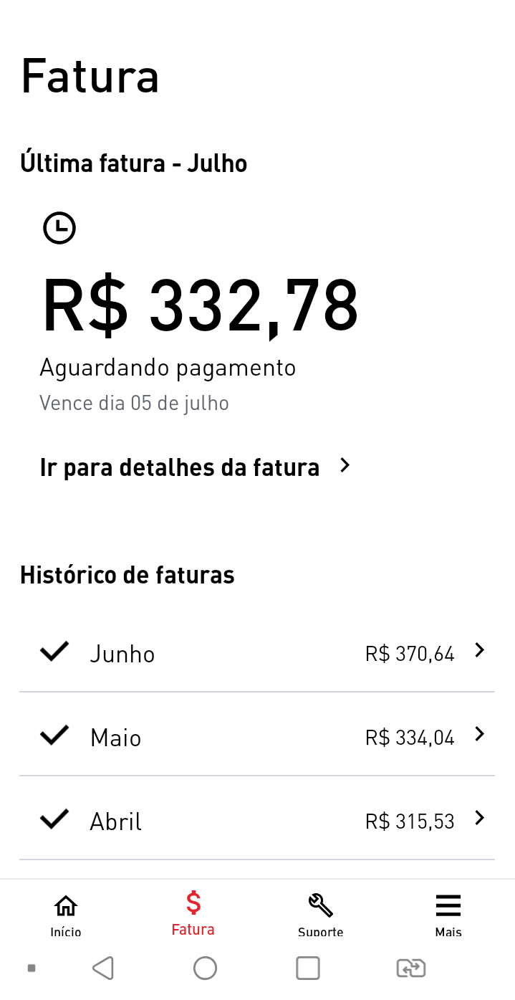 Fatura
Última fatura - Julho
R$ 332,78
Aguardando pagamento
Vence dia 05 de julho
Ir para detalhes da fatura
Histórico de faturas
Junho R$ 370,64
Maio R$ 334,04
Abril R$ 315,53
Início Fatura Suporte Mais